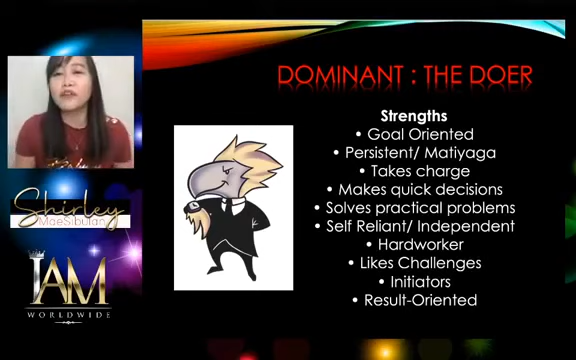 DOMINANT : THE DOER
Strengths
• Goal Oriented
• Persistent/ Matiyaga
• Takes charge
• Makes quick decisions
• Solves practical problems
• Self Reliant/ Independent
• Hardworker
• Likes Challenges
• Initiators
• Result-Oriented
Shirley
MaeSibulan
IAM
WORLDWIDE